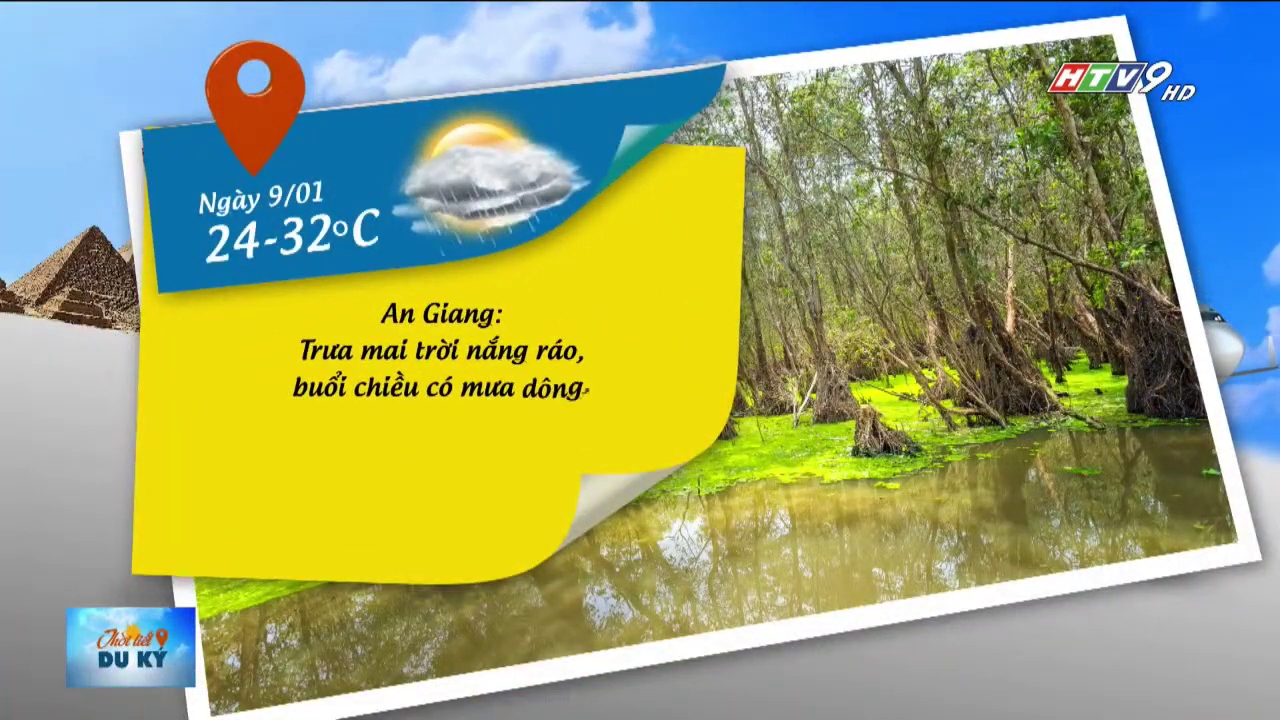 HTV9 HD
Ngày 9/01
24-32°C
An Giang:
Trưa mai trời nắng ráo,
buổi chiều có mưa dông
Thời tiết
DU KÝ